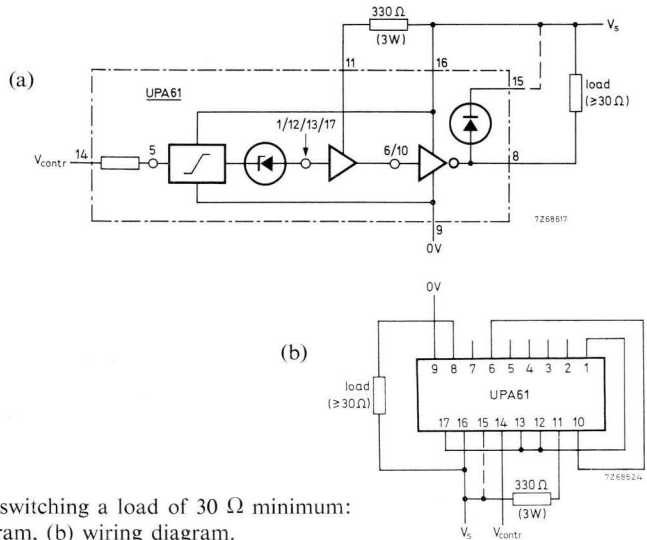 330 Ω
(3W)
Vs
11
16
15
(a)
UPA61
load
(≥30Ω)
1/12/13/17
14
5
6/10
8
Vcontr
9
7Z68617
0V
0V
(b)
9 8 7 6 5 4 3 2 1
load
(≥30Ω)
UPA61
17 16 15 14 13 12 11 10
7Z68524
330 Ω
(3W)
switching a load of 30 Ω minimum:
ram, (b) wiring diagram.
Vs
Vcontr